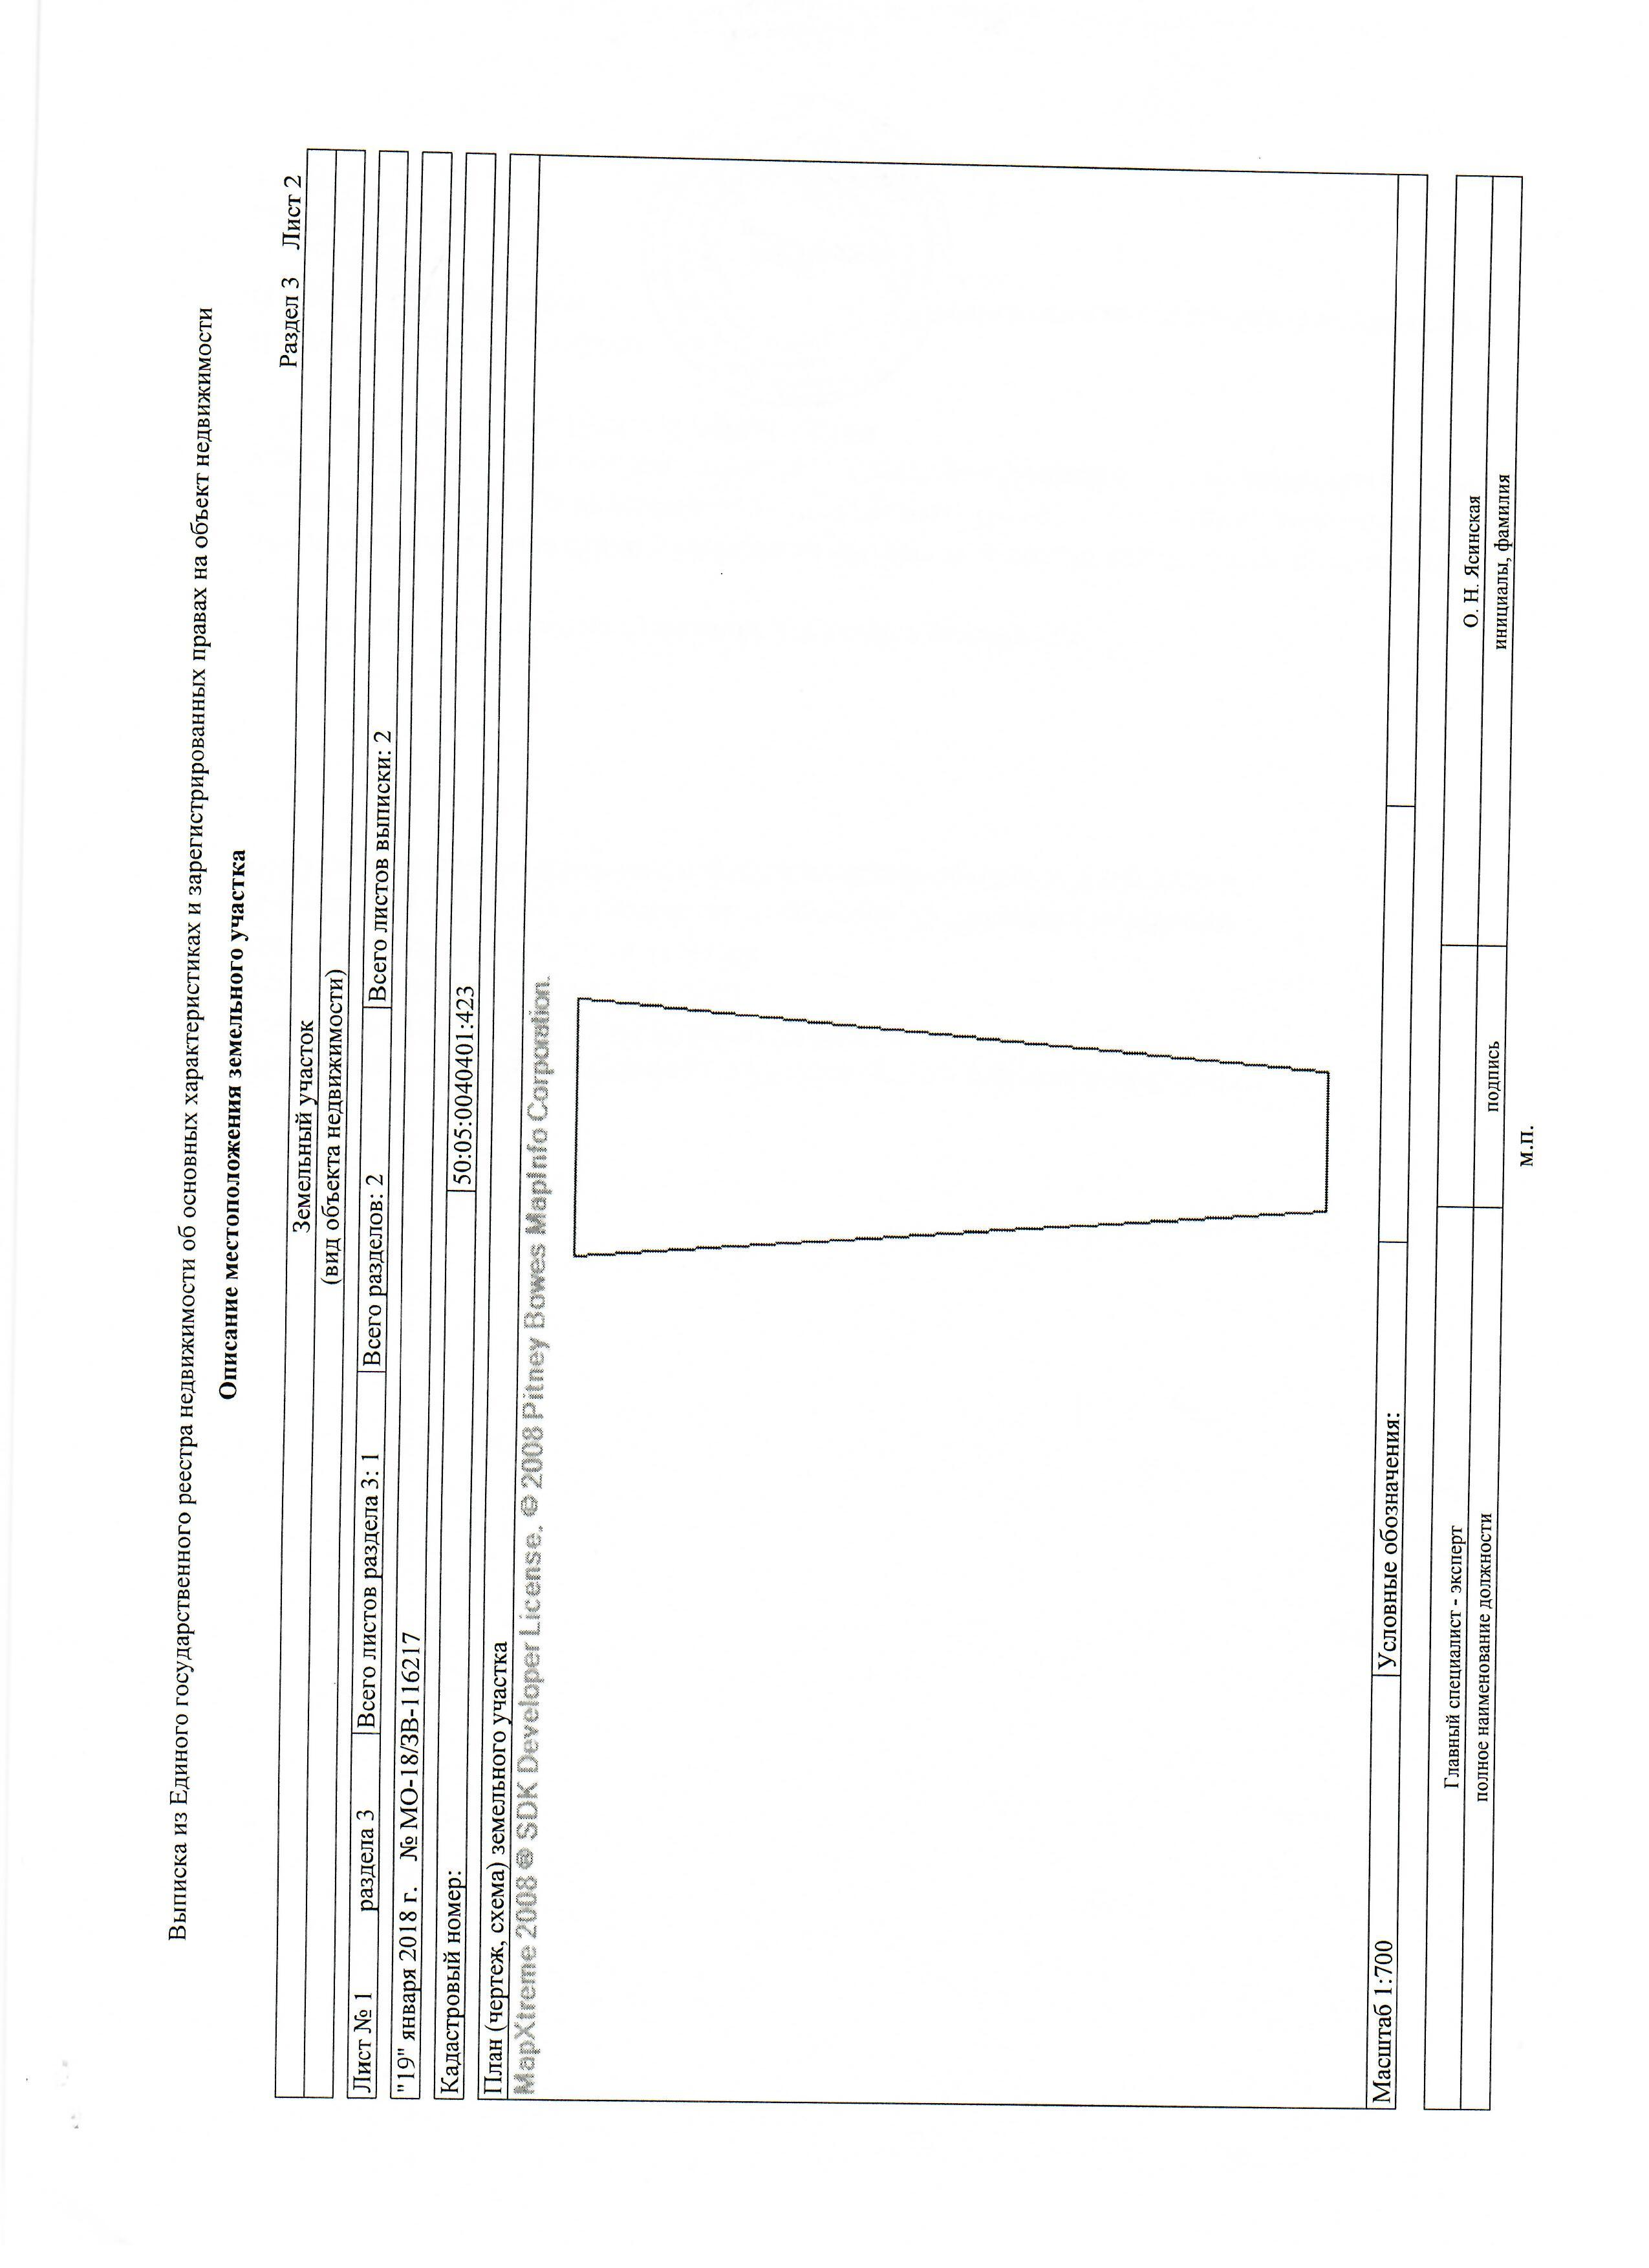 Выписка из Единого государственного реестра недвижимости об основных характеристиках и зарегистрированных правах на объект недвижимости
Описание местоположения земельного участка
Раздел 3 Лист 2
Земельный участок
(вид объекта недвижимости)
Лист № 1 раздела 3 Всего листов раздела 3: 1 Всего разделов: 2 Всего листов выписки: 2
"19" января 2018 г. № МО-18/ЗВ-116217
Кадастровый номер: 50:05:0040401:423
План (чертеж, схема) земельного участка
MapXtreme 2008 ® SDK Developer License. © 2008 Pitney Bowes MapInfo Corporation.
Масштаб 1:700 Условные обозначения:
Главный специалист - эксперт О. Н. Ясинская
полное наименование должности подпись инициалы, фамилия
М.П.